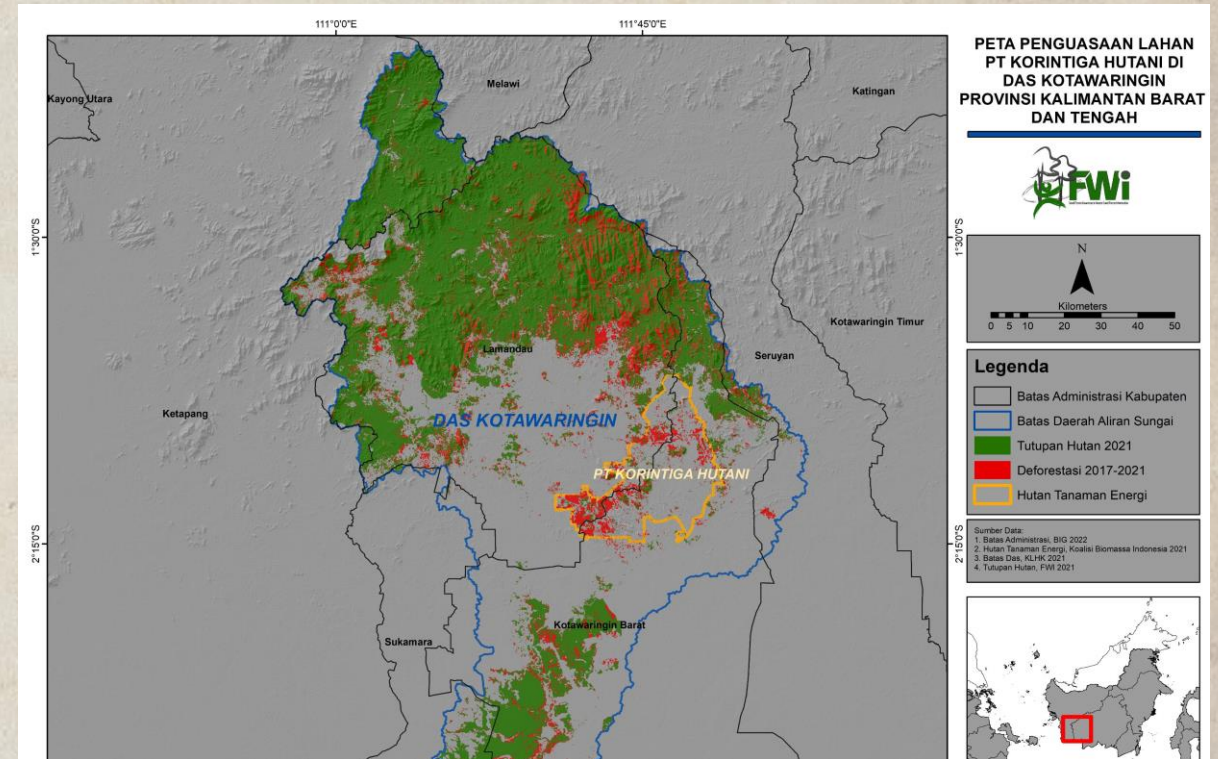 111°0'0"E
111°45'0"E
PETA PENGUASAAN LAHAN
PT KORINTIGA HUTANI DI
DAS KOTAWARINGIN
PROVINSI KALIMANTAN BARAT
DAN TENGAH
FWi
Melawi
Kayong Utara
Katingan
1°30'0"S
1°30'0"S
N
Kilometers
0 5 10 20 30 40 50
Kotawaringin Timur
Lamandau
Seruyan
Ketapang
DAS KOTAWARINGIN
PT KORINTIGA HUTANI
Legenda
Batas Administrasi Kabupaten
Batas Daerah Aliran Sungai
Tutupan Hutan 2021
Deforestasi 2017-2021
Hutan Tanaman Energi
2°15'0"S
2°15'0"S
Sumber Data:
1. Batas Administrasi, BIG 2022
2. Hutan Tanaman Energi, Koalisi Biomassa Indonesia 2021
3. Batas Das, KLHK 2021
4. Tutupan Hutan, FWI 2021
Kotawaringin Barat
Sukamara